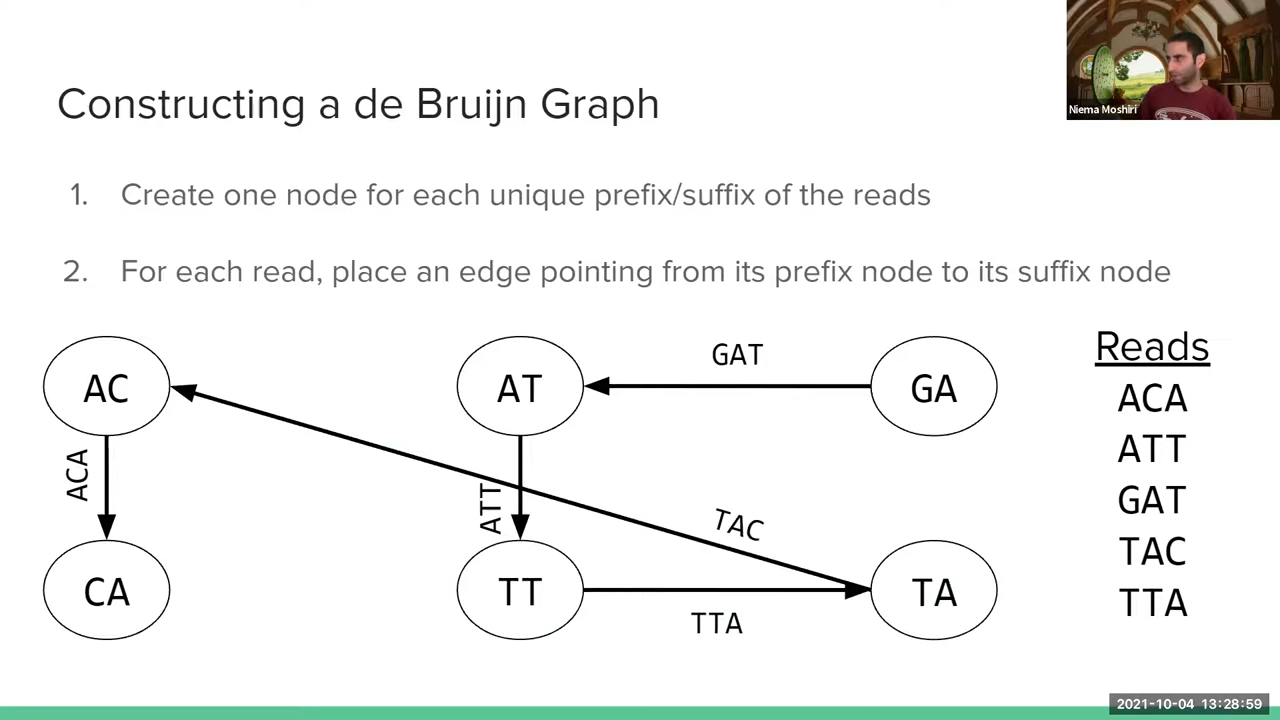 Niema Moshiri
Constructing a de Bruijn Graph
1. Create one node for each unique prefix/suffix of the reads
2. For each read, place an edge pointing from its prefix node to its suffix node
AC
AT
GAT
GA
ACA
ATT
TAC
CA
TT
TTA
TA
Reads
ACA
ATT
GAT
TAC
TTA
2021-10-04 13:28:59